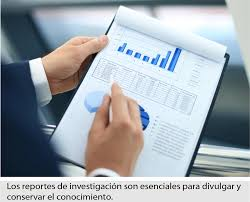 Los reportes de investigación son esenciales para divulgar y
conservar el conocimiento.